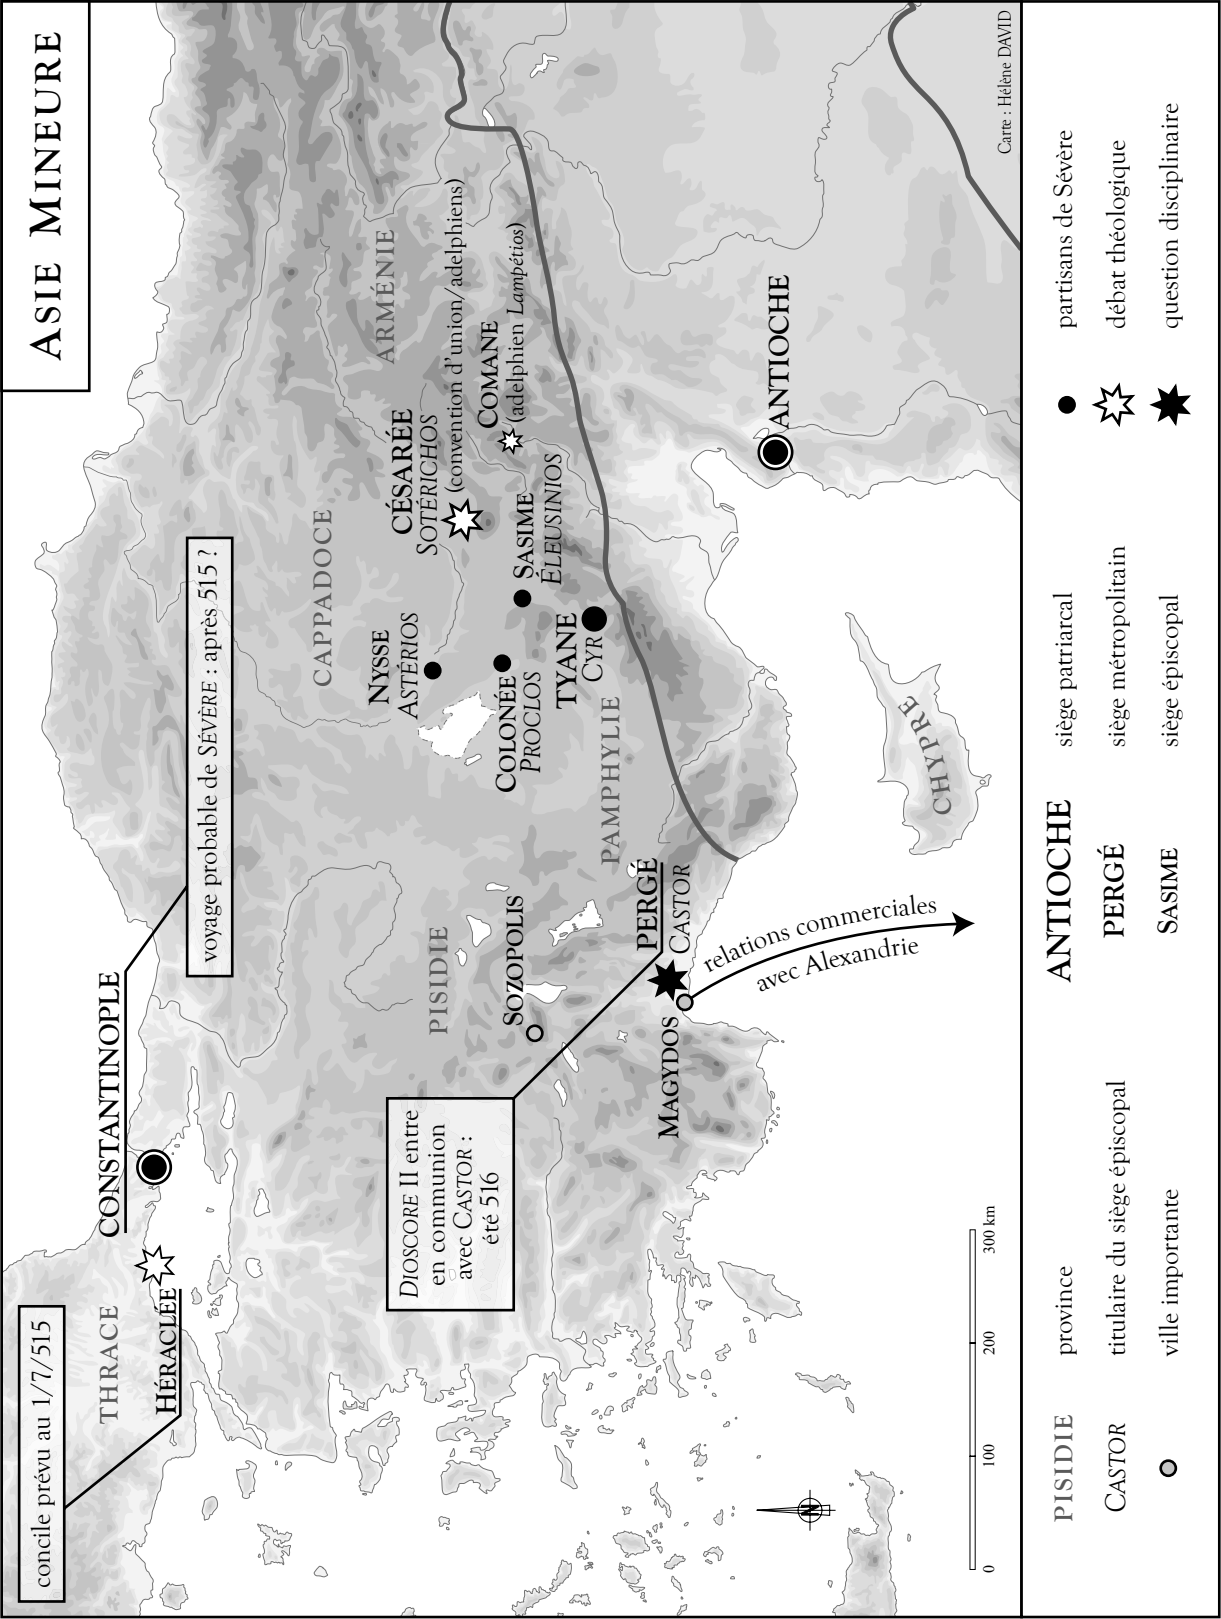 ASIE MINEURE
concile prévu au 1/7/515
THRACE
HÉRACLÉE
CONSTANTINOPLE
voyage probable de SÉVÈRE : après 515 ?
CAPPADOCE
ARMÉNIE
NYSSE
ASTÉRIOS
CÉSARÉE
SOTÉRICHOS
(convention d'union/adelphiens)
COMANE
(adelphien Lampétios)
SASIME
ÉLEUSINIOS
COLONÉE
PROCLOS
TYANE
CYR
PISIDIE
SOZOPOLIS
PAMPHYLIE
DIOSCORE II entre
en communion
avec CASTOR :
été 516
PERGÉ
CASTOR
MAGYDOS
relations commerciales
avec Alexandrie
ANTIOCHE
CHYPRE
N
0 100 200 300 km
Carte : Hélène DAVID
PISIDIE province
CASTOR titulaire du siège épiscopal
ville importante
ANTIOCHE siège patriarcal
PERGÉ siège métropolitain
SASIME siège épiscopal
partisans de Sévère
débat théologique
question disciplinaire